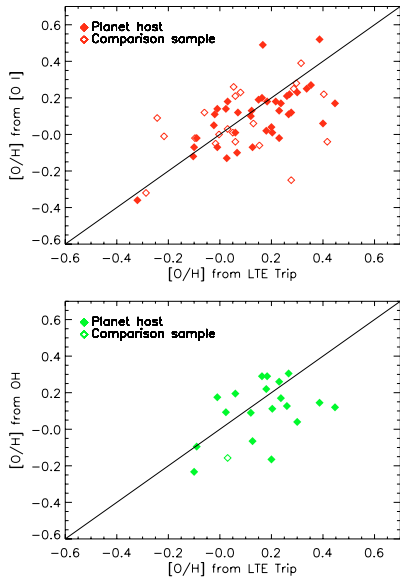 0.6
0.4
0.2
-0.0
-0.2
-0.4
-0.6
[O/H] from [O I]
Planet host
Comparison sample
-0.6 -0.4 -0.2 -0.0 0.2 0.4 0.6
[O/H] from LTE Trip
0.6
0.4
0.2
-0.0
-0.2
-0.4
-0.6
[O/H] from OH
Planet host
Comparison sample
-0.6 -0.4 -0.2 -0.0 0.2 0.4 0.6
[O/H] from LTE Trip